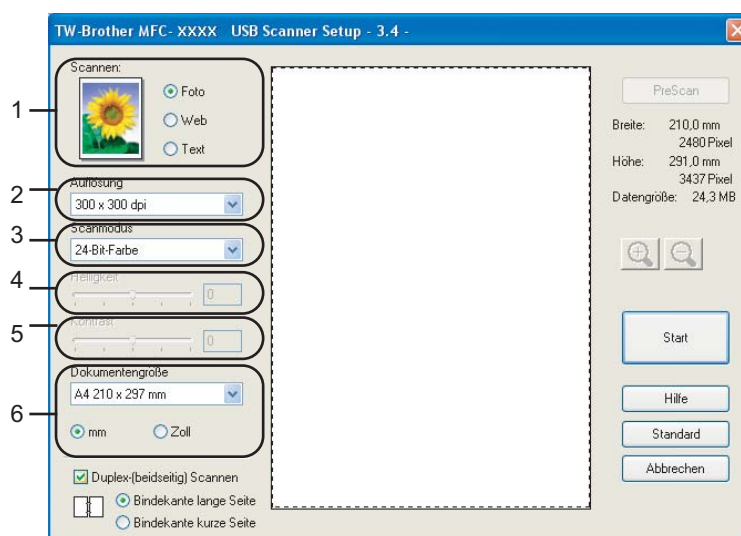 TW-Brother MFC- XXXX USB Scanner Setup - 3.4 -
Scannen:
1
Foto
Web
Text
2
Auflösung
300 x 300 dpi
3
Scanmodus
24-Bit-Farbe
4
Helligkeit
0
5
Kontrast
0
6
Dokumentengröße
A4 210 x 297 mm
mm
Zoll
Duplex-(beidseitig) Scannen
Bindekante lange Seite
Bindekante kurze Seite
PreScan
Breite: 210,0 mm
2480 Pixel
Höhe: 291,0 mm
3437 Pixel
Datengröße: 24,3 MB
Start
Hilfe
Standard
Abbrechen